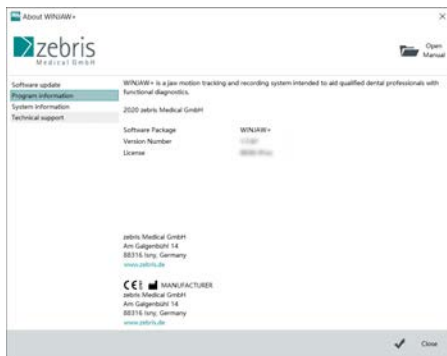 About WINJAW+
zebris
Medical GmbH
Open
Manual
Software update
Program information
System information
Technical support
WINJAW+ is a jaw motion tracking and recording system intended to aid qualified dental professionals with
functional diagnostics.
2020 zebris Medical GmbH
Software Package WINJAW+
Version Number
License
zebris Medical GmbH
Am Galgenbühl 14
88316 Isny, Germany
www.zebris.de
CE MANUFACTURER
zebris Medical GmbH
Am Galgenbühl 14
88316 Isny, Germany
www.zebris.de
Close